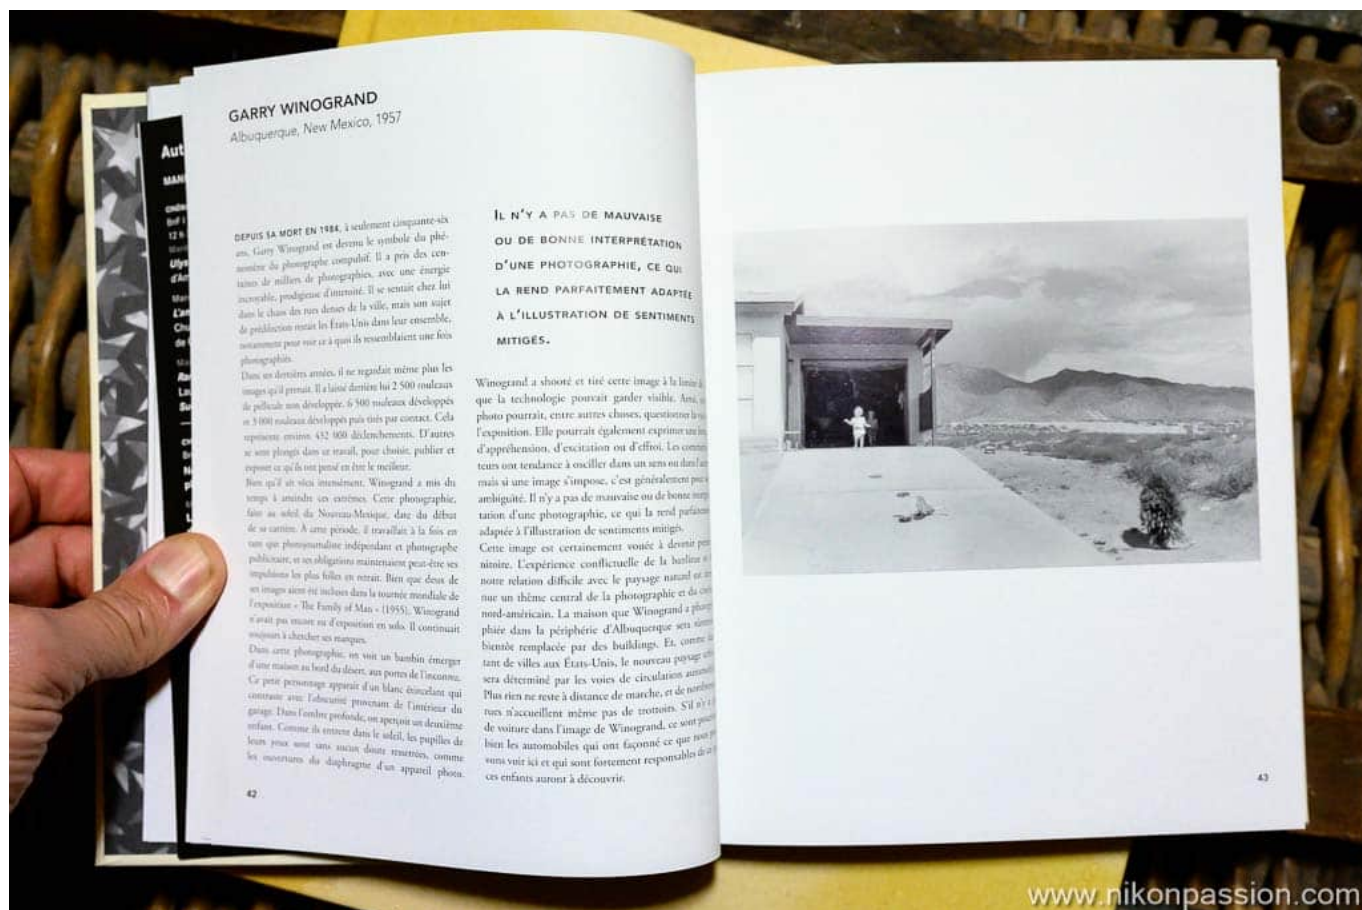 GARRY WINOGRAND
Albuquerque, New Mexico, 1957
DEPUIS SA MORT EN 1984, à seulement cinquante-six
ans, Garry Winogrand est devenu le symbole du phé-
nomène du photographe compulsif. Il a pris des cen-
taines de milliers de photographies, avec une énergie
incroyable, prodigieuse d'intensité. Il se sentait chez lui
dans le chaos des rues denses de la ville, mais son sujet
de prédilection restait les États-Unis dans leur ensemble,
notamment pour voir ce à quoi ils ressemblaient une fois
photographiés.
Dans ses dernières années, il ne regardait même plus les
images qu'il prenait. Il a laissé derrière lui 2 500 rouleaux
de pellicule non développée, 6 500 rouleaux développés
et 3 000 rouleaux développés puis tirés par contact. Cela
représente environ 432 000 déclenchements. D'autres
se sont plongés dans ce travail, pour choisir, publier et
exposer ce qu'ils ont pensé en être le meilleur.
Bien qu'il ait vécu intensément, Winogrand a mis du
temps à atteindre ces extrêmes. Cette photographie,
faite au soleil du Nouveau-Mexique, date du début
de sa carrière. À cette période, il travaillait à la fois en
tant que photojournaliste indépendant et photographe
publicitaire, et ses obligations maintenaient peut-être ses
impulsions les plus folles en retrait. Bien que deux de
ses images aient été incluses dans la tournée mondiale de
l'exposition « The Family of Man » (1955), Winogrand
n'avait pas encore eu d'exposition en solo. Il continuait
toujours à chercher ses marques.
Dans cette photographie, on voit un bambin émerger
d'une maison au bord du désert, aux portes de l'inconnu.
Ce petit personnage apparaît d'un blanc étincelant qui
contraste avec l'obscurité provenant de l'intérieur du
garage. Dans l'ombre profonde, on aperçoit un deuxième
enfant. Comme ils entrent dans le soleil, les pupilles de
leurs yeux sont sans aucun doute resserrées, comme
les ouvertures du diaphragme d'un appareil photo.
42
IL N'Y A PAS DE MAUVAISE
OU DE BONNE INTERPRÉTATION
D'UNE PHOTOGRAPHIE, CE QUI
LA REND PARFAITEMENT ADAPTÉE
À L'ILLUSTRATION DE SENTIMENTS
MITIGÉS.
Winogrand a shooté et tiré cette image à la limite
que la technologie pouvait garder visible. Ainsi,
photo pourrait, entre autres choses, questionner
l'exposition. Elle pourrait également exprimer
d'appréhension, d'excitation ou d'effroi. Les
teurs ont tendance à osciller dans un sens ou dans
mais si une image s'impose, c'est généralement
ambiguïté. Il n'y a pas de mauvaise ou de bonne
tation d'une photographie, ce qui la rend
adaptée à l'illustration de sentiments mitigés.
Cette image est certainement vouée à devenir
nitoire. L'expérience conflictuelle de la banlieue
notre relation difficile avec le paysage naturel
nue un thème central de la photographie et du
nord-américain. La maison que Winogrand a
phiée dans la périphérie d'Albuquerque sera
bientôt remplacée par des buildings. Et, comme
tant de villes aux États-Unis, le nouveau paysage
sera déterminé par les voies de circulation
Plus rien ne reste à distance de marche, et de
rues n'accueillent même pas de trottoirs. S'il n'y a
de voiture dans l'image de Winogrand, ce sont
bien les automobiles qui ont façonné ce que nous
vons voir ici et qui sont fortement responsables de
ces enfants auront à découvrir.
43
Aut
MAN
12 h
Ulys
d'Am
Mar
L'am
Chu
de
www.nikonpassion.com